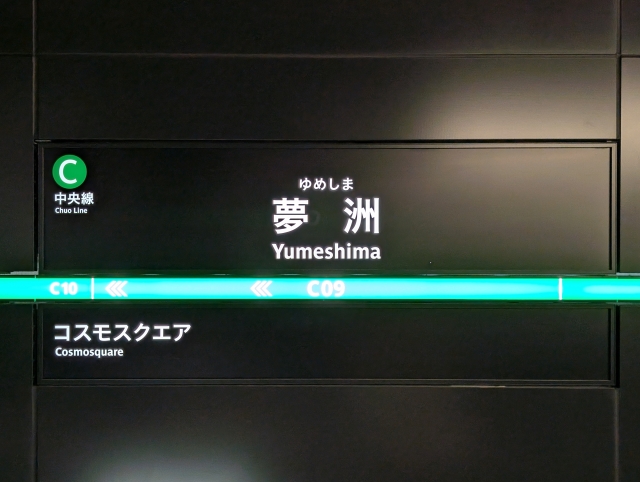 C
中央線
Chuo Line
ゆめしま
夢洲
Yumeshima
C10 C09
コスモスクエア
Cosmosquare